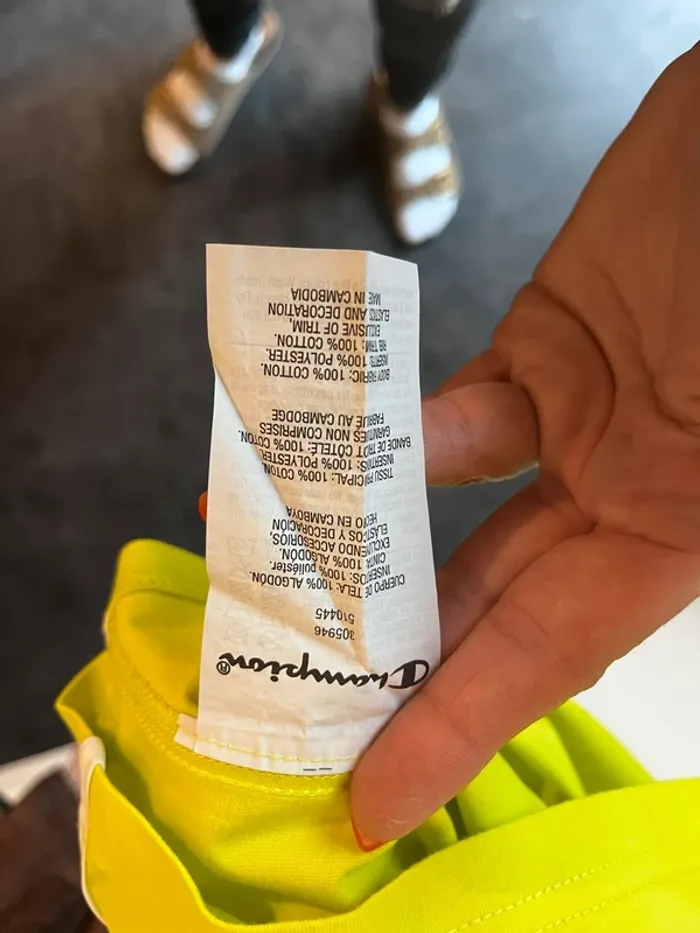 Champion®
305946
510445
CUERPO DE TELA: 100% ALGODÓN.
INSERTOS: 100% poliéster.
CINTA: 100% ALGODÓN.
EXCLUYENDO ACCESORIOS,
ELÁSTICOS Y DECORACIÓN
HECHO EN CAMBOYA
TISSU PRINCIPAL: 100% COTON.
INSERTIONS: 100% POLYESTER.
BANDE DE TRICOT CÔTELÉ: 100% COTON.
GARNITURES NON COMPRISES
FABRIQUÉ AU CAMBODGE
BODY FABRIC: 100% COTTON.
INSERTS: 100% POLYESTER.
RIB TRIM: 100% COTTON.
EXCLUSIVE OF TRIM,
ELASTICS AND DECORATION
MADE IN CAMBODIA